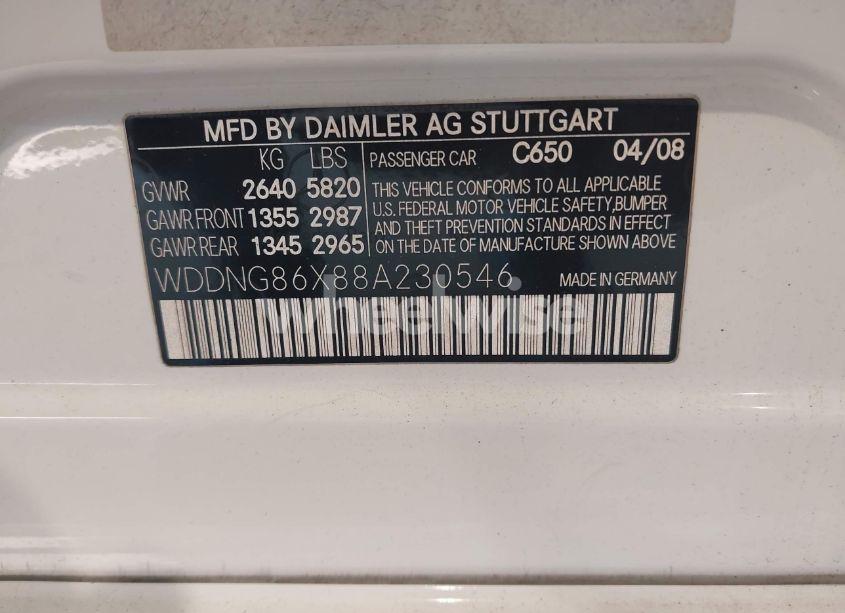 MFD BY DAIMLER AG STUTTGART
KG LBS PASSENGER CAR C650 04/08
GVWR 2640 5820
GAWR FRONT 1355 2987
GAWR REAR 1345 2965
THIS VEHICLE CONFORMS TO ALL APPLICABLE
U.S. FEDERAL MOTOR VEHICLE SAFETY,BUMPER
AND THEFT PREVENTION STANDARDS IN EFFECT
ON THE DATE OF MANUFACTURE SHOWN ABOVE
WDDNG86X88A230546 MADE IN GERMANY
wheelwise